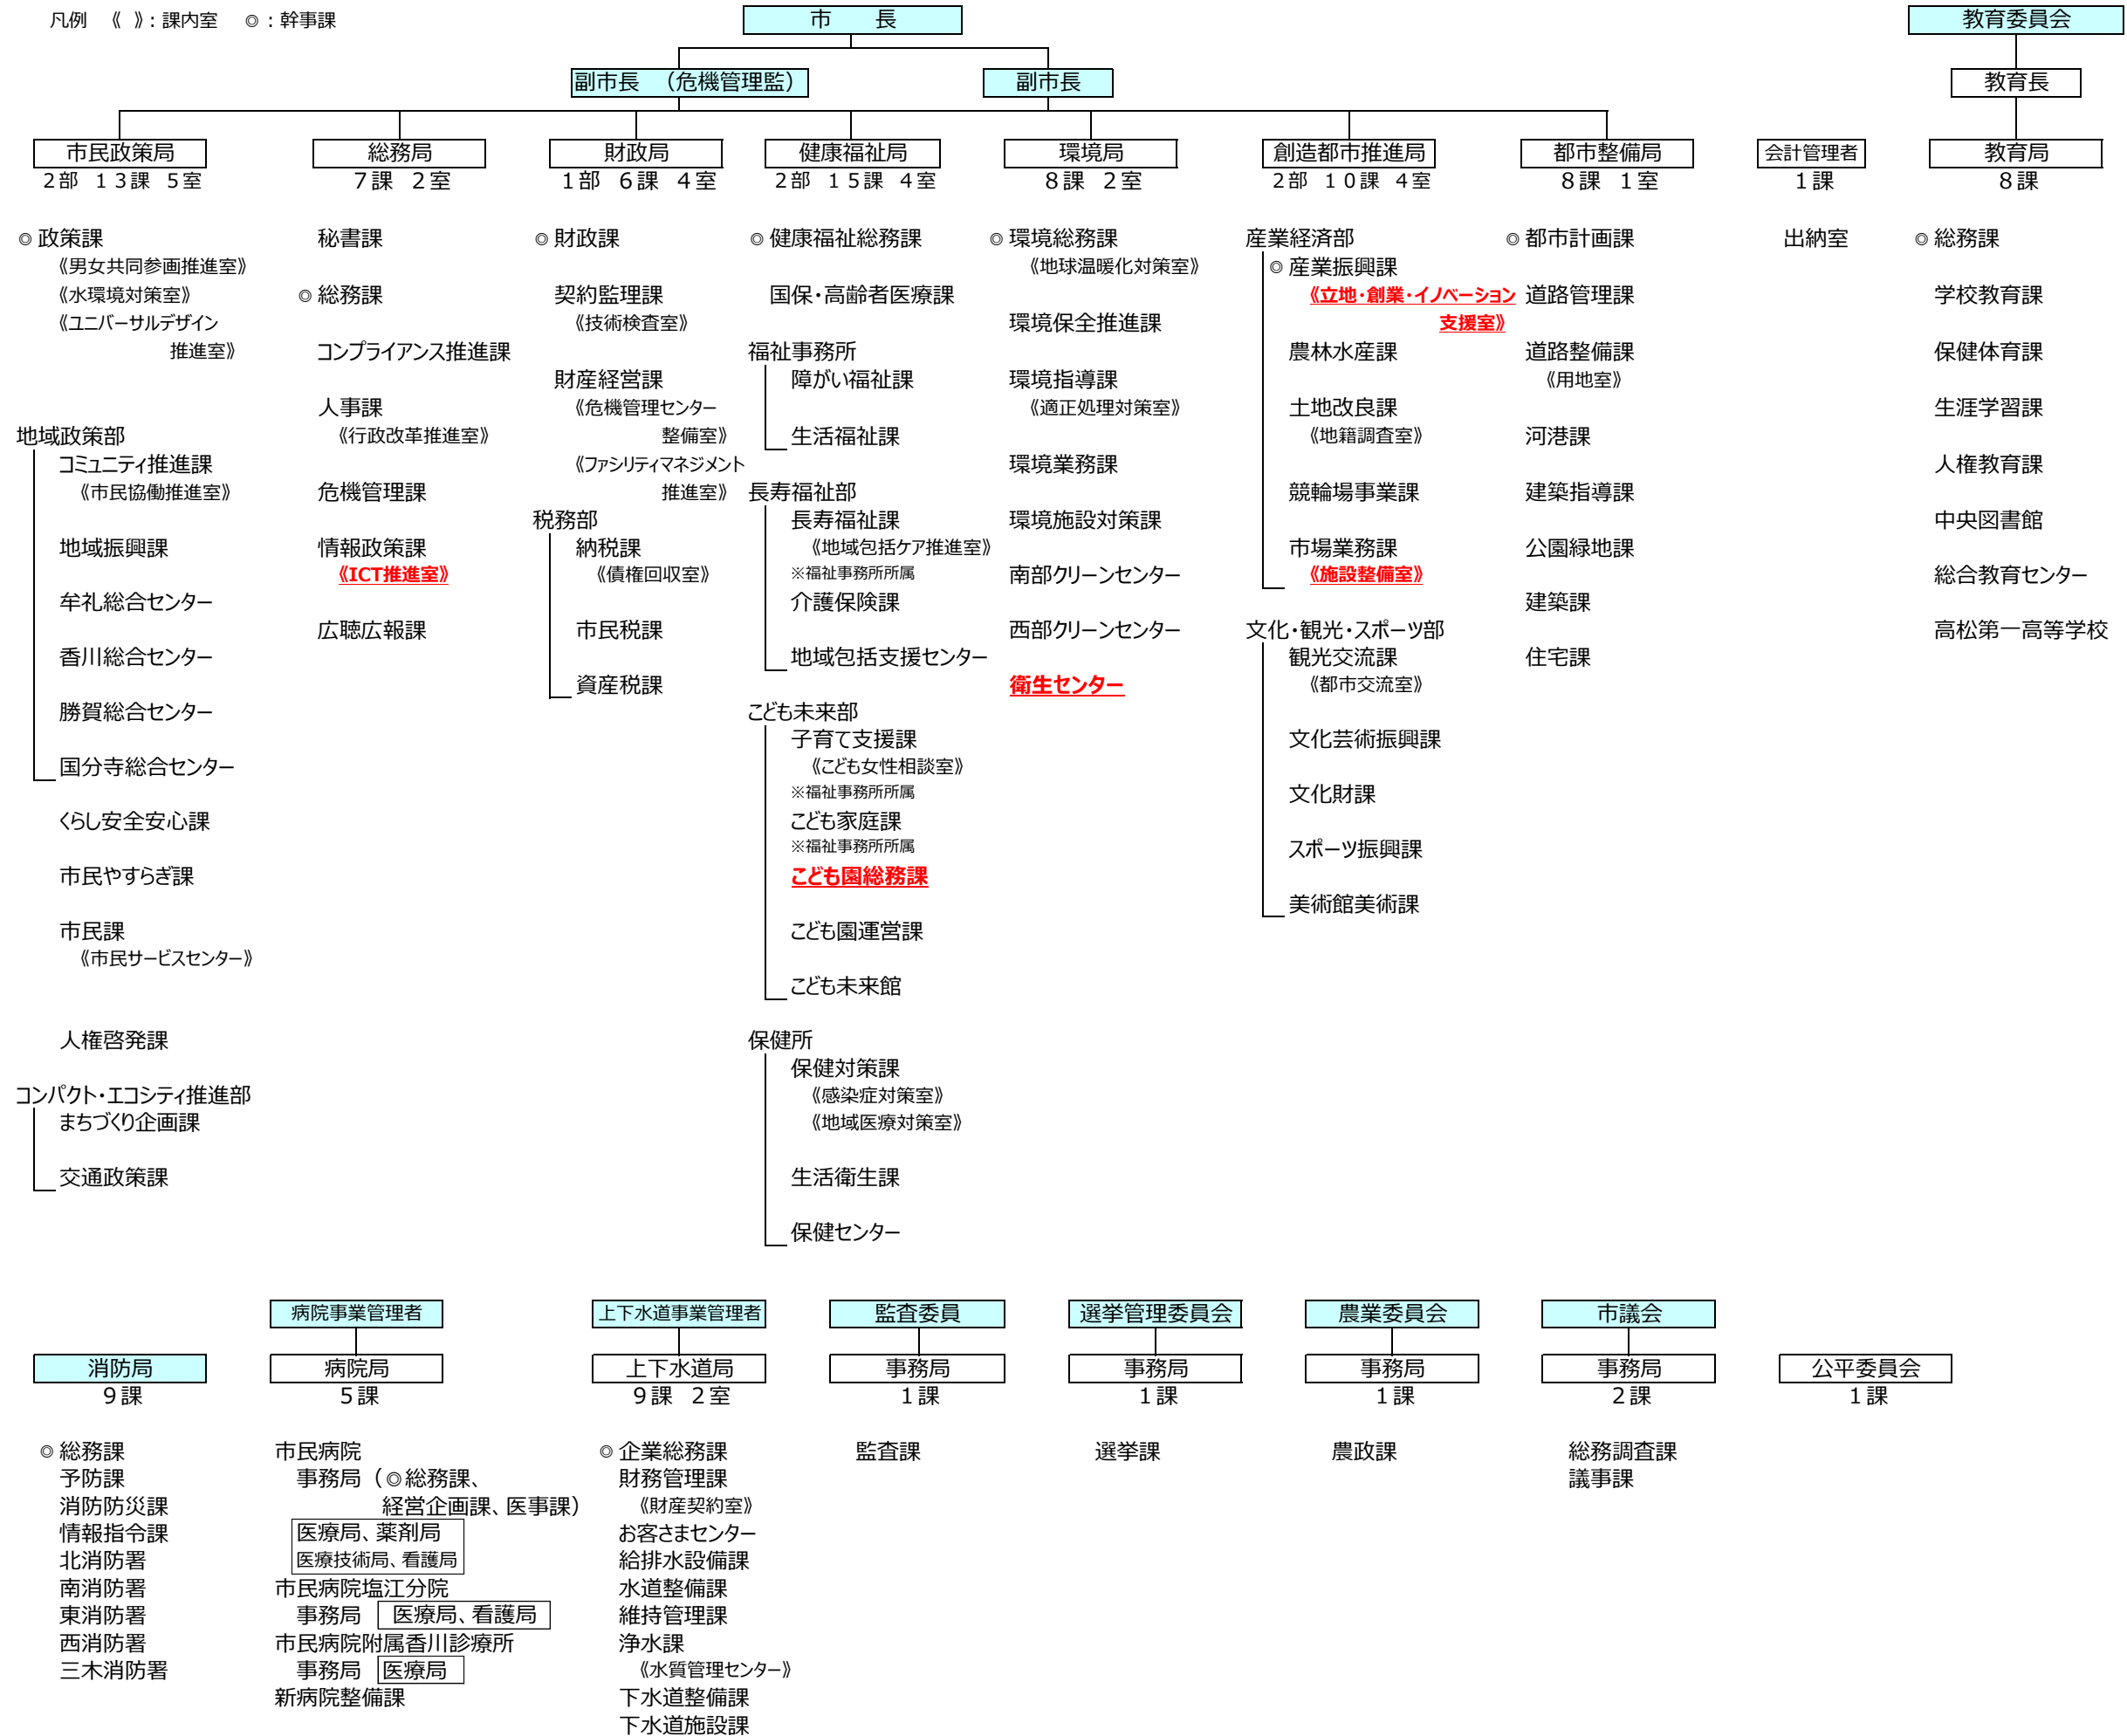 凡例　《 》：課内室　◎：幹事課
市　　長
教育委員会
副市長　（危機管理監）
副市長
教育長
市民政策局
２部　１３課　５室
◎ 政策課
《男女共同参画推進室》
《水環境対策室》
《ユニバーサルデザイン
推進室》
地域政策部
コミュニティ推進課
《市民協働推進室》
地域振興課
牟礼総合センター
香川総合センター
勝賀総合センター
国分寺総合センター
くらし安全安心課
市民やすらぎ課
市民課
《市民サービスセンター》
人権啓発課
コンパクト・エコシティ推進部
まちづくり企画課
交通政策課
総務局
７課　２室
秘書課
◎ 総務課
コンプライアンス推進課
人事課
《行政改革推進室》
危機管理課
情報政策課
《ICT推進室》
広聴広報課
財政局
１部　６課　４室
◎ 財政課
契約監理課
《技術検査室》
財産経営課
《危機管理センター
整備室》
《ファシリティマネジメント
推進室》
税務部
納税課
《債権回収室》
市民税課
資産税課
健康福祉局
２部　１５課　４室
◎ 健康福祉総務課
国保・高齢者医療課
福祉事務所
障がい福祉課
生活福祉課
長寿福祉部
長寿福祉課
《地域包括ケア推進室》
※福祉事務所所属
介護保険課
地域包括支援センター
こども未来部
子育て支援課
《こども女性相談室》
※福祉事務所所属
こども家庭課
※福祉事務所所属
こども園総務課
こども園運営課
こども未来館
保健所
保健対策課
《感染症対策室》
《地域医療対策室》
生活衛生課
保健センター
環境局
８課　２室
◎ 環境総務課
《地球温暖化対策室》
環境保全推進課
環境指導課
《適正処理対策室》
環境業務課
環境施設対策課
南部クリーンセンター
西部クリーンセンター
衛生センター
創造都市推進局
２部　１０課　４室
産業経済部
◎ 産業振興課
《立地・創業・イノベーション
支援室》
農林水産課
土地改良課
《地籍調査室》
競輪場事業課
市場業務課
《施設整備室》
文化・観光・スポーツ部
観光交流課
《都市交流室》
文化芸術振興課
文化財課
スポーツ振興課
美術館美術課
都市整備局
８課　１室
◎ 都市計画課
道路管理課
道路整備課
《用地室》
河港課
建築指導課
公園緑地課
建築課
住宅課
会計管理者
１課
出納室
教育局
８課
◎ 総務課
学校教育課
保健体育課
生涯学習課
人権教育課
中央図書館
総合教育センター
高松第一高等学校
消防局
９課
◎ 総務課
予防課
消防防災課
情報指令課
北消防署
南消防署
東消防署
西消防署
三木消防署
病院事業管理者
病院局
５課
市民病院
事務局（◎総務課、
経営企画課、医事課）
医療局、薬剤局
医療技術局、看護局
市民病院塩江分院
事務局　医療局、看護局
市民病院附属香川診療所
事務局　医療局
新病院整備課
上下水道事業管理者
上下水道局
９課　２室
◎ 企業総務課
財務管理課
《財産契約室》
お客さまセンター
給排水設備課
水道整備課
維持管理課
浄水課
《水質管理センター》
下水道整備課
下水道施設課
監査委員
事務局
１課
監査課
選挙管理委員会
事務局
１課
選挙課
農業委員会
事務局
１課
農政課
市議会
事務局
２課
総務調査課
議事課
公平委員会
１課